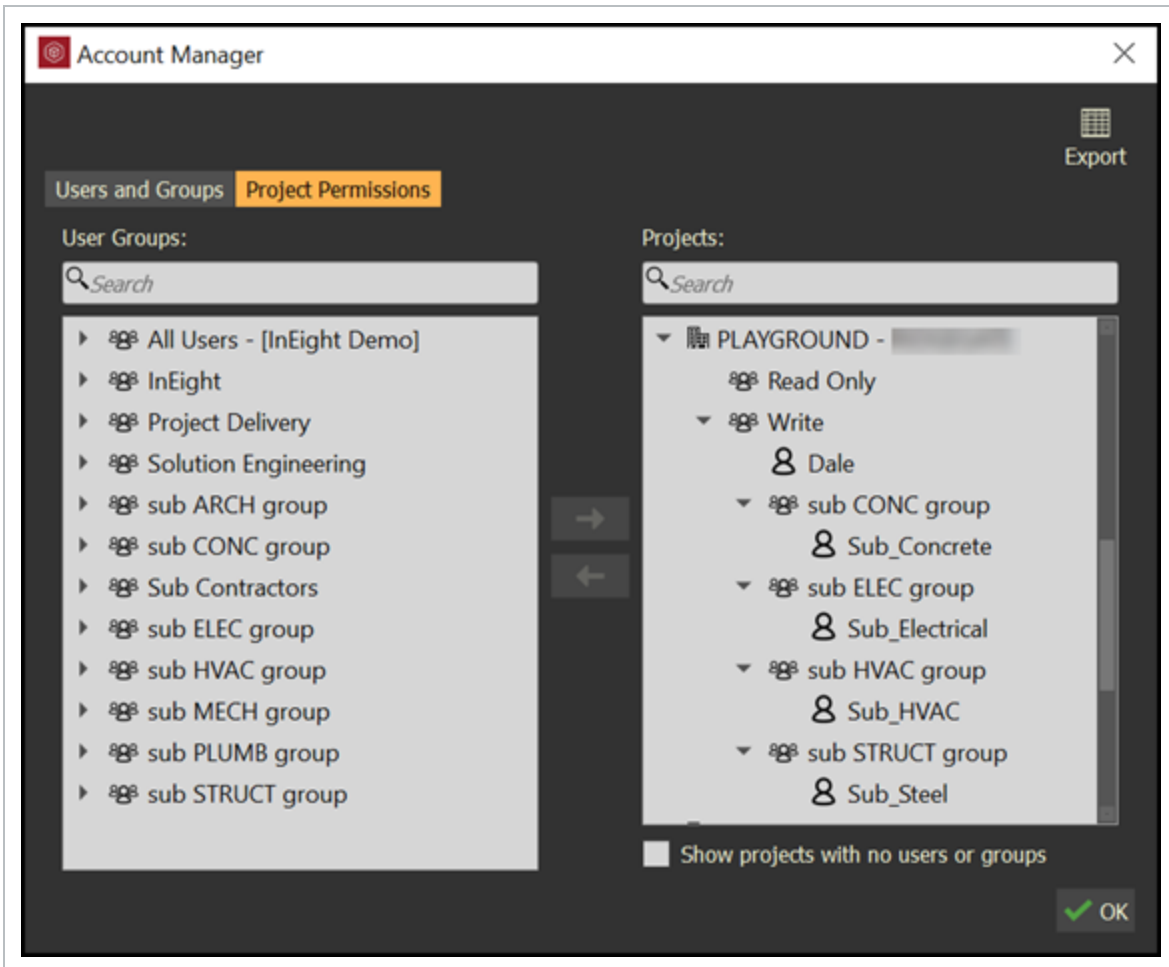 Account Manager
Export
Users and Groups
Project Permissions
User Groups:
Search
All Users - [InEight Demo]
InEight
Project Delivery
Solution Engineering
sub ARCH group
sub CONC group
Sub Contractors
sub ELEC group
sub HVAC group
sub MECH group
sub PLUMB group
sub STRUCT group
Projects:
Search
PLAYGROUND -
Read Only
Write
Dale
sub CONC group
Sub_Concrete
sub ELEC group
Sub_Electrical
sub HVAC group
Sub_HVAC
sub STRUCT group
Sub_Steel
Show projects with no users or groups
OK